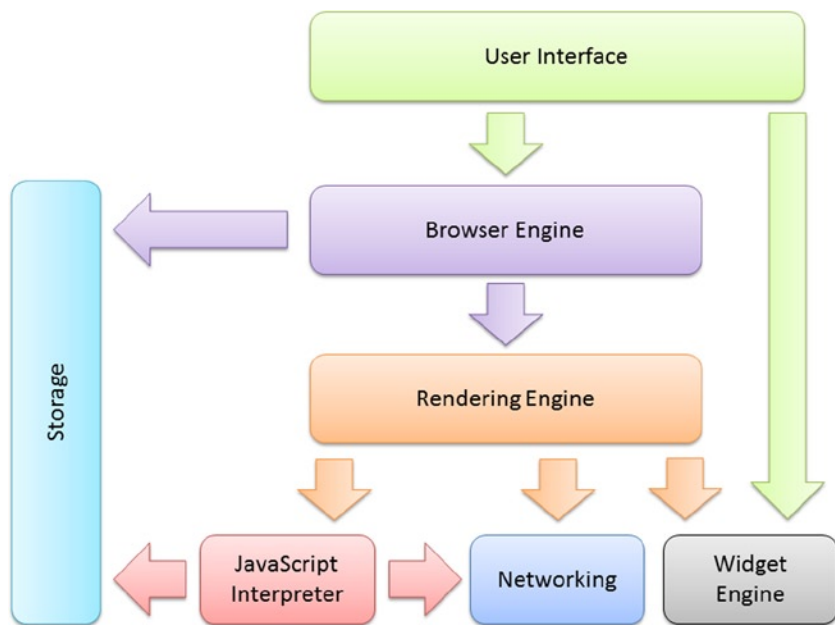 User Interface
Browser Engine
Rendering Engine
Storage
JavaScript
Interpreter
Networking
Widget
Engine